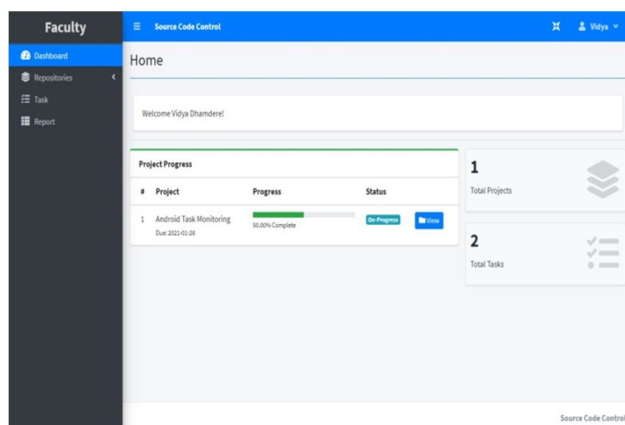 Faculty
Source Code Control
Vidya
Dashboard
Repositories
Task
Report
Home
Welcome Vidya Dhamdere!
Project Progress
# Project Progress Status
1 Android Task Monitoring
Due: 2021-01-26
50.00% Complete
On-Progress
View
1
Total Projects
2
Total Tasks
Source Code Control